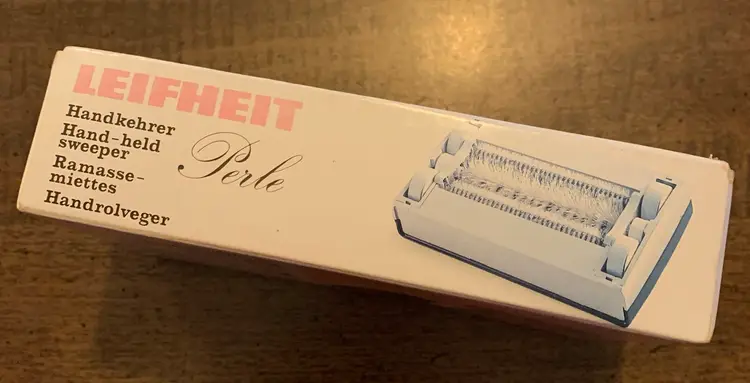 LEIFHEIT
Handkehrer
Hand-held
sweeper
Ramasse-
miettes
Handrolveger
Perle